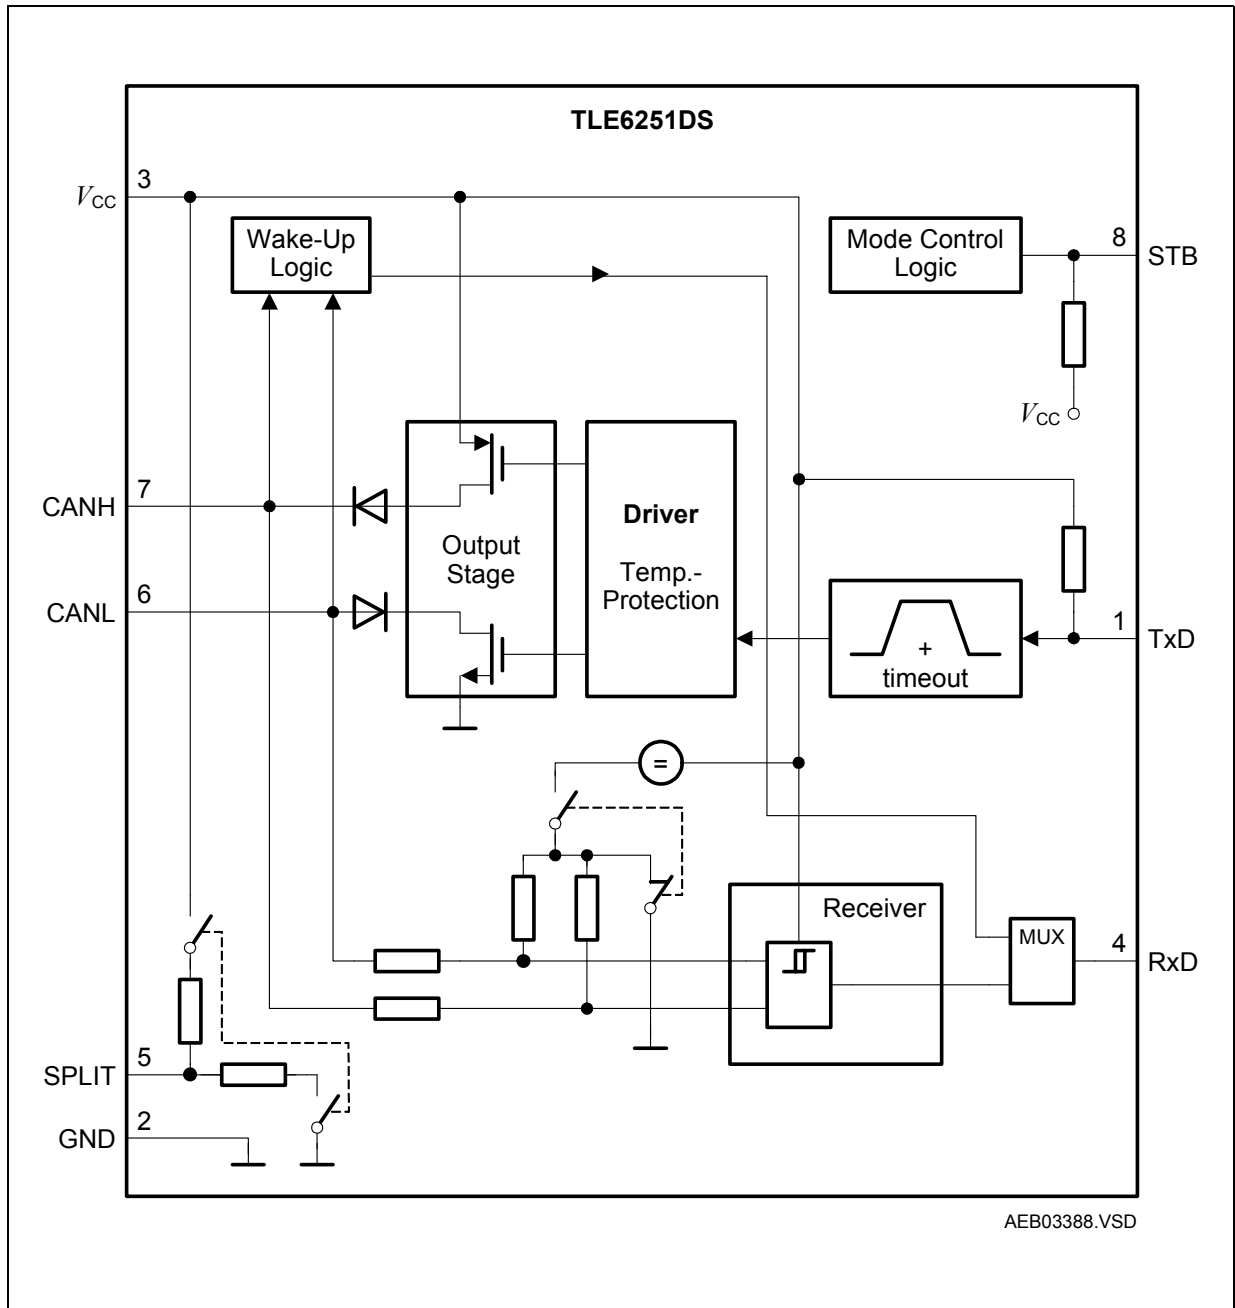 TLE6251DS
3
VCC
Wake-Up
Logic
Mode Control
Logic
8
STB
VCC
7
CANH
Driver
Output
Stage
Temp.-
Protection
6
CANL
1
TxD
+
timeout
=
Receiver
MUX
4
RxD
5
SPLIT
2
GND
AEB03388.VSD